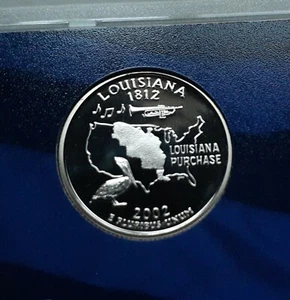 LOUISIANA
1812
LOUISIANA
PURCHASE
2002
E PLURIBUS UNUM